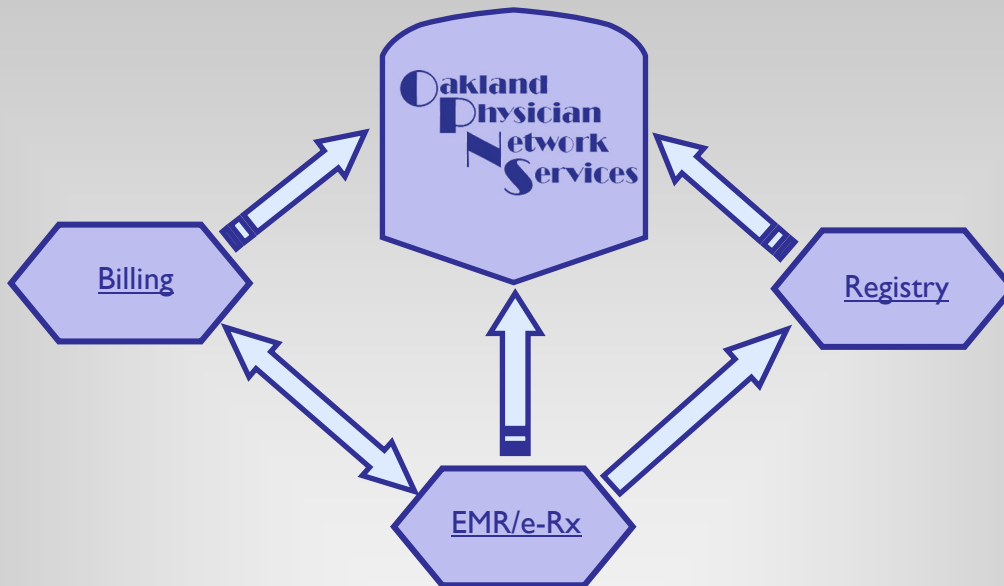 Oakland
Physician
Network
Services
Billing
Registry
EMR/e-Rx